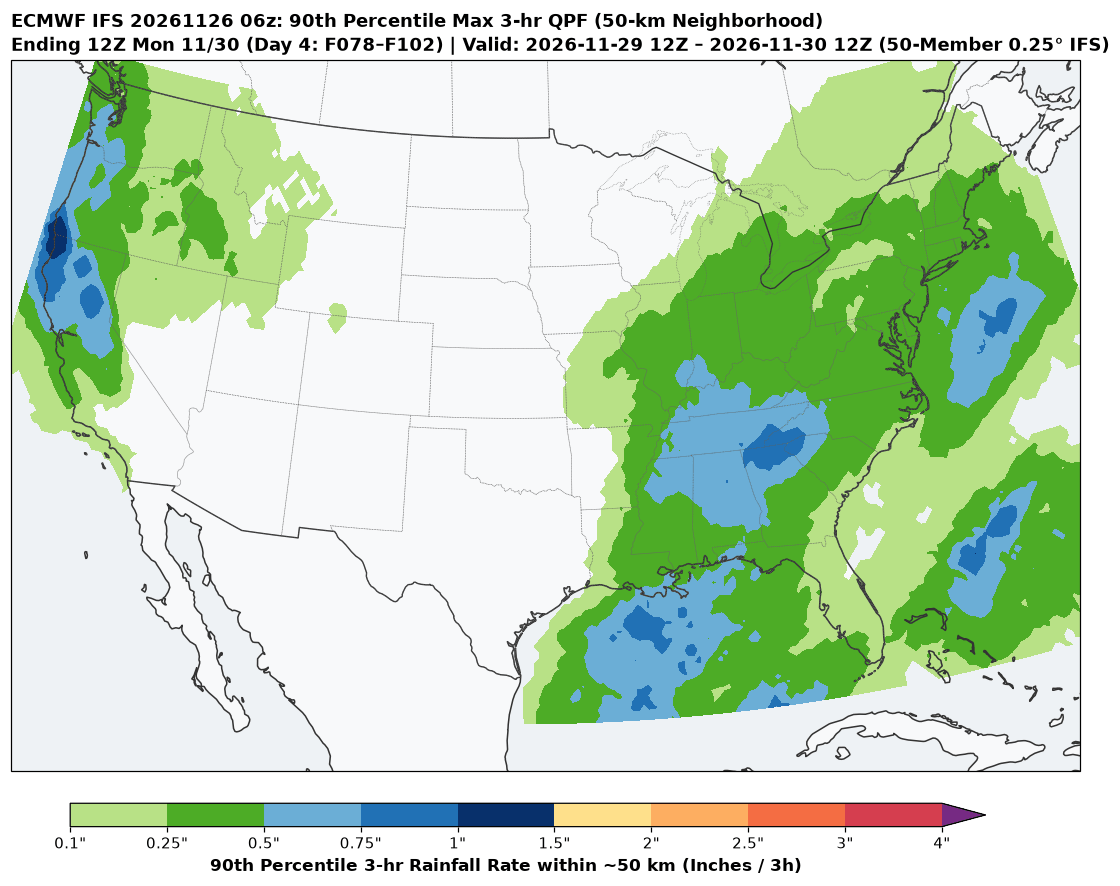 ECMWF IFS 20261126 06z: 90th Percentile Max 3-hr QPF (50-km Neighborhood)
Ending 12Z Mon 11/30 (Day 4: F078–F102) | Valid: 2026-11-29 12Z – 2026-11-30 12Z (50-Member 0.25° IFS)
0.1" 0.25" 0.5" 0.75" 1" 1.5" 2" 2.5" 3" 4"
90th Percentile 3-hr Rainfall Rate within ~50 km (Inches / 3h)